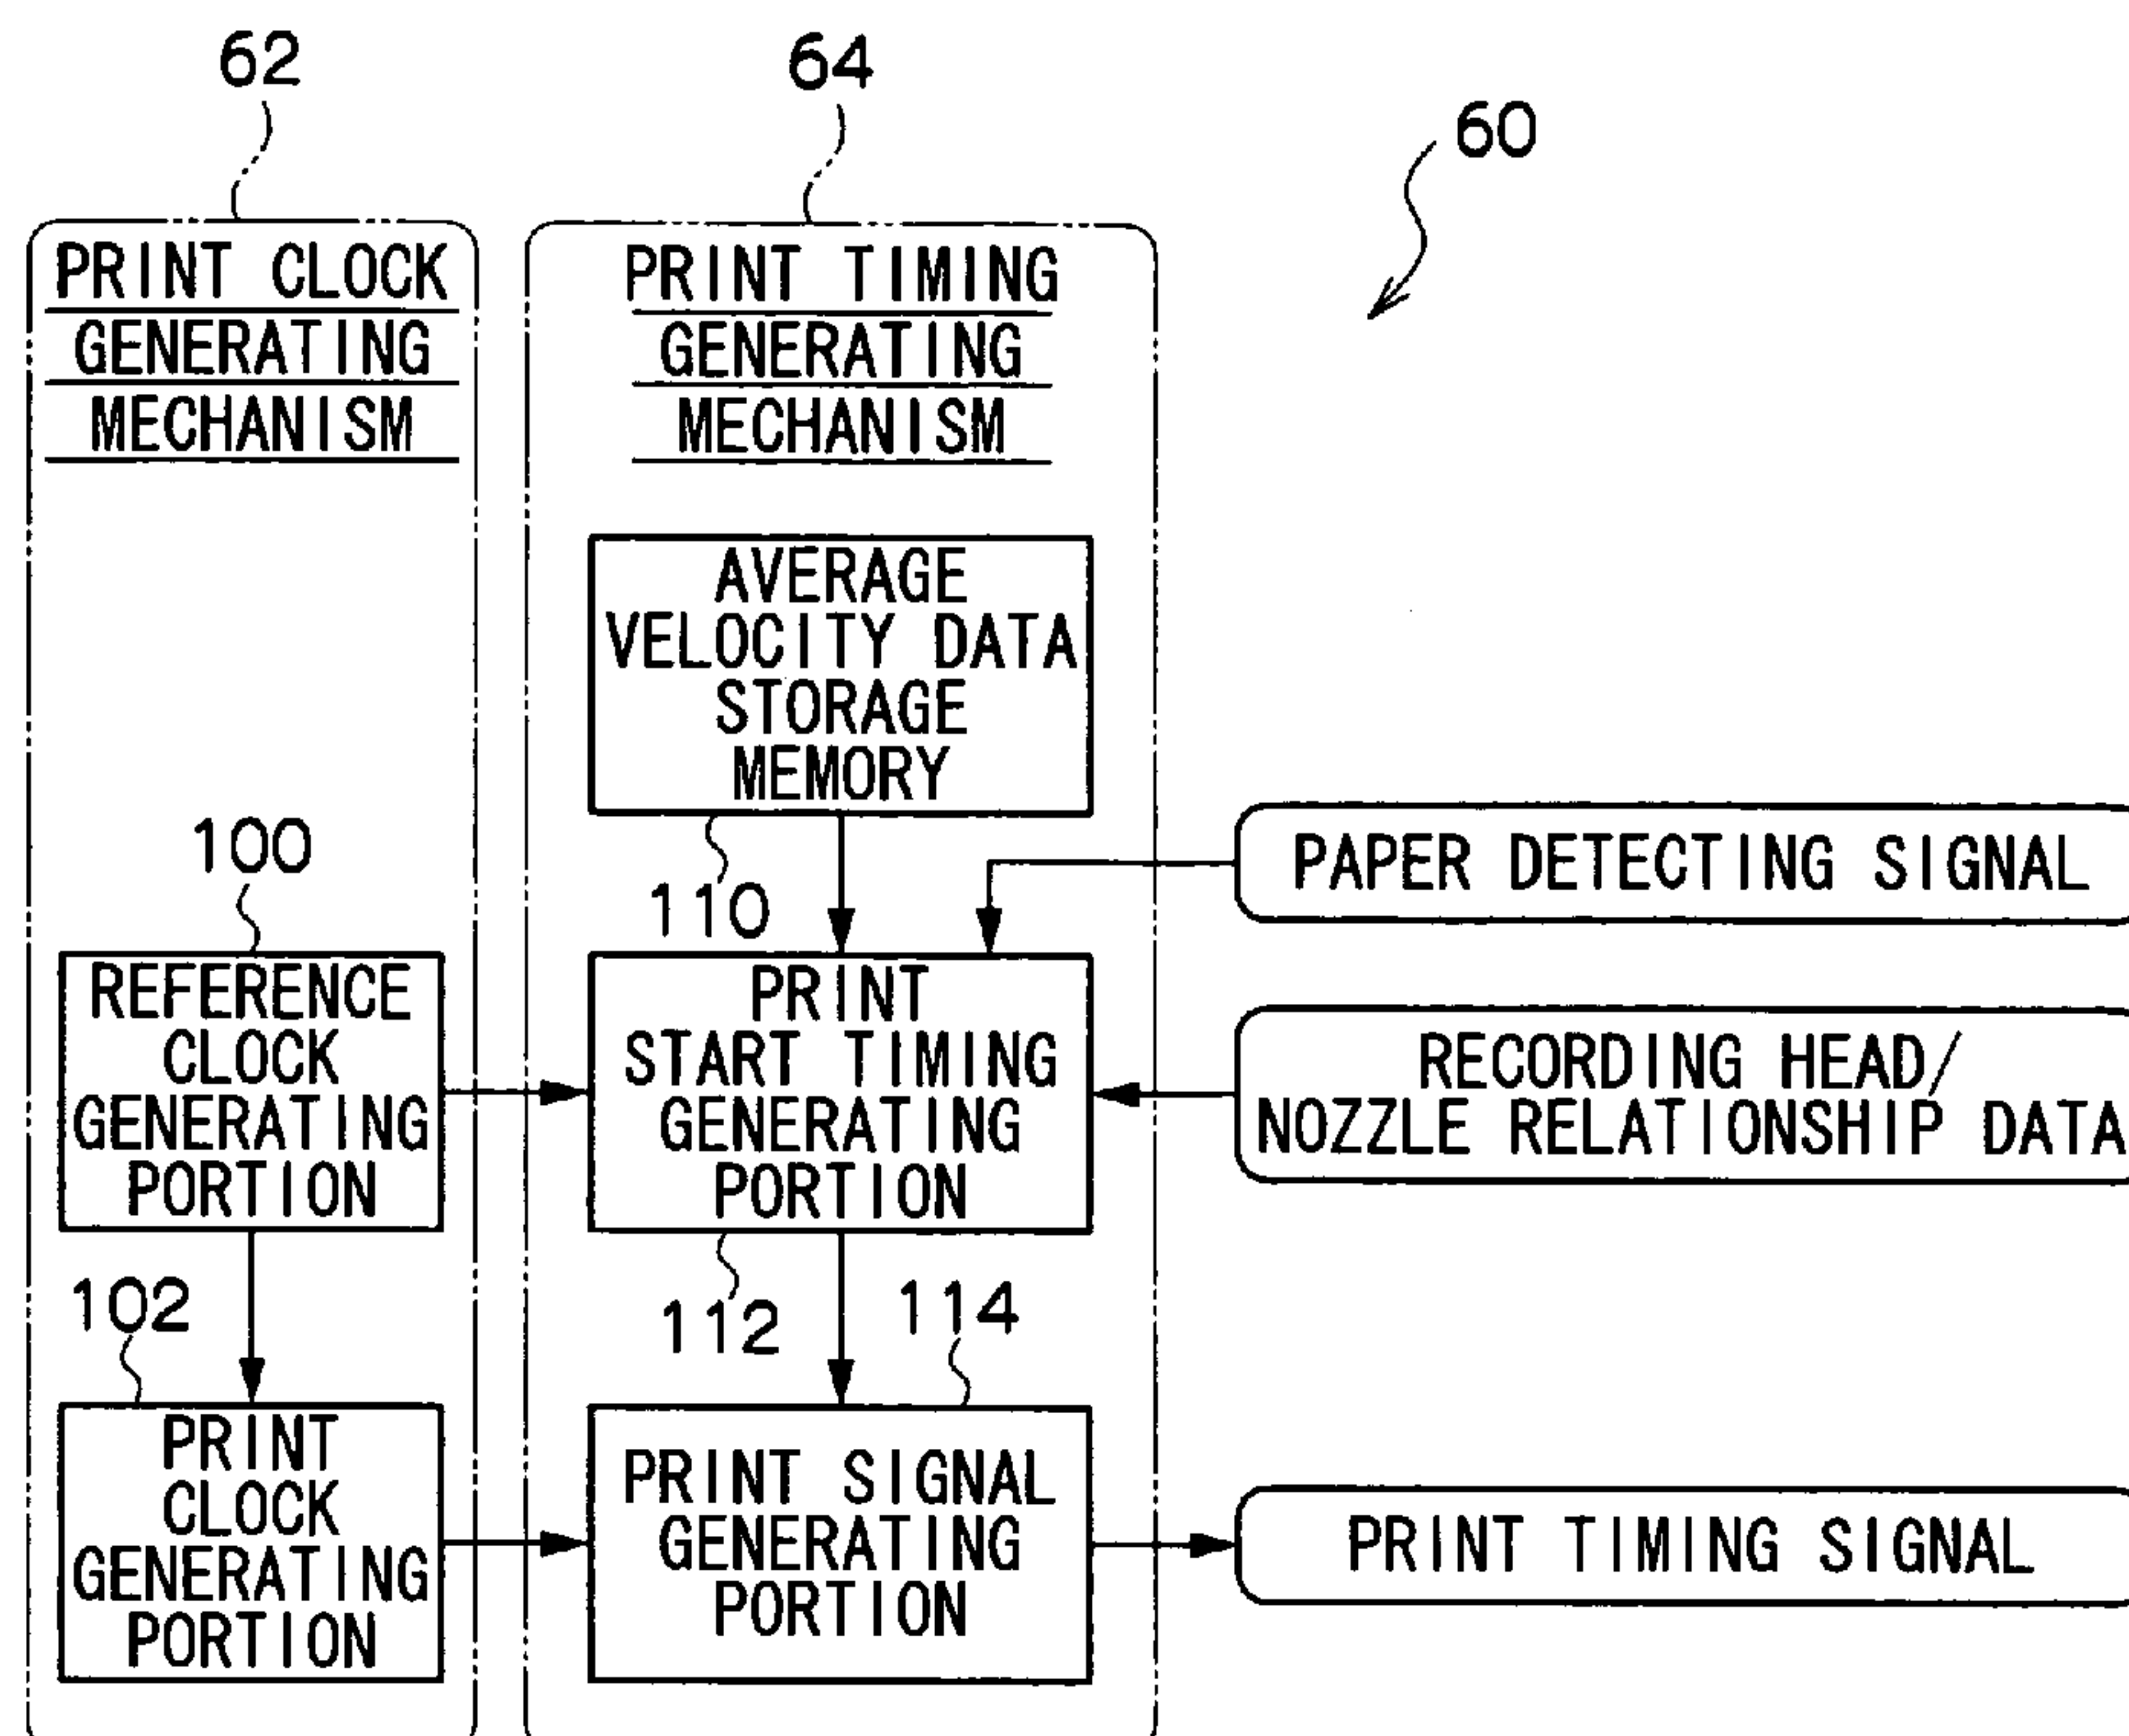 62
64
60
PRINT CLOCK
GENERATING
MECHANISM
PRINT TIMING
GENERATING
MECHANISM
AVERAGE
VELOCITY DATA
STORAGE
MEMORY
110
PAPER DETECTING SIGNAL
100
REFERENCE
CLOCK
GENERATING
PORTION
PRINT
START TIMING
GENERATING
PORTION
RECORDING HEAD/
NOZZLE RELATIONSHIP DATA
102
112
114
PRINT
CLOCK
GENERATING
PORTION
PRINT SIGNAL
GENERATING
PORTION
PRINT TIMING SIGNAL